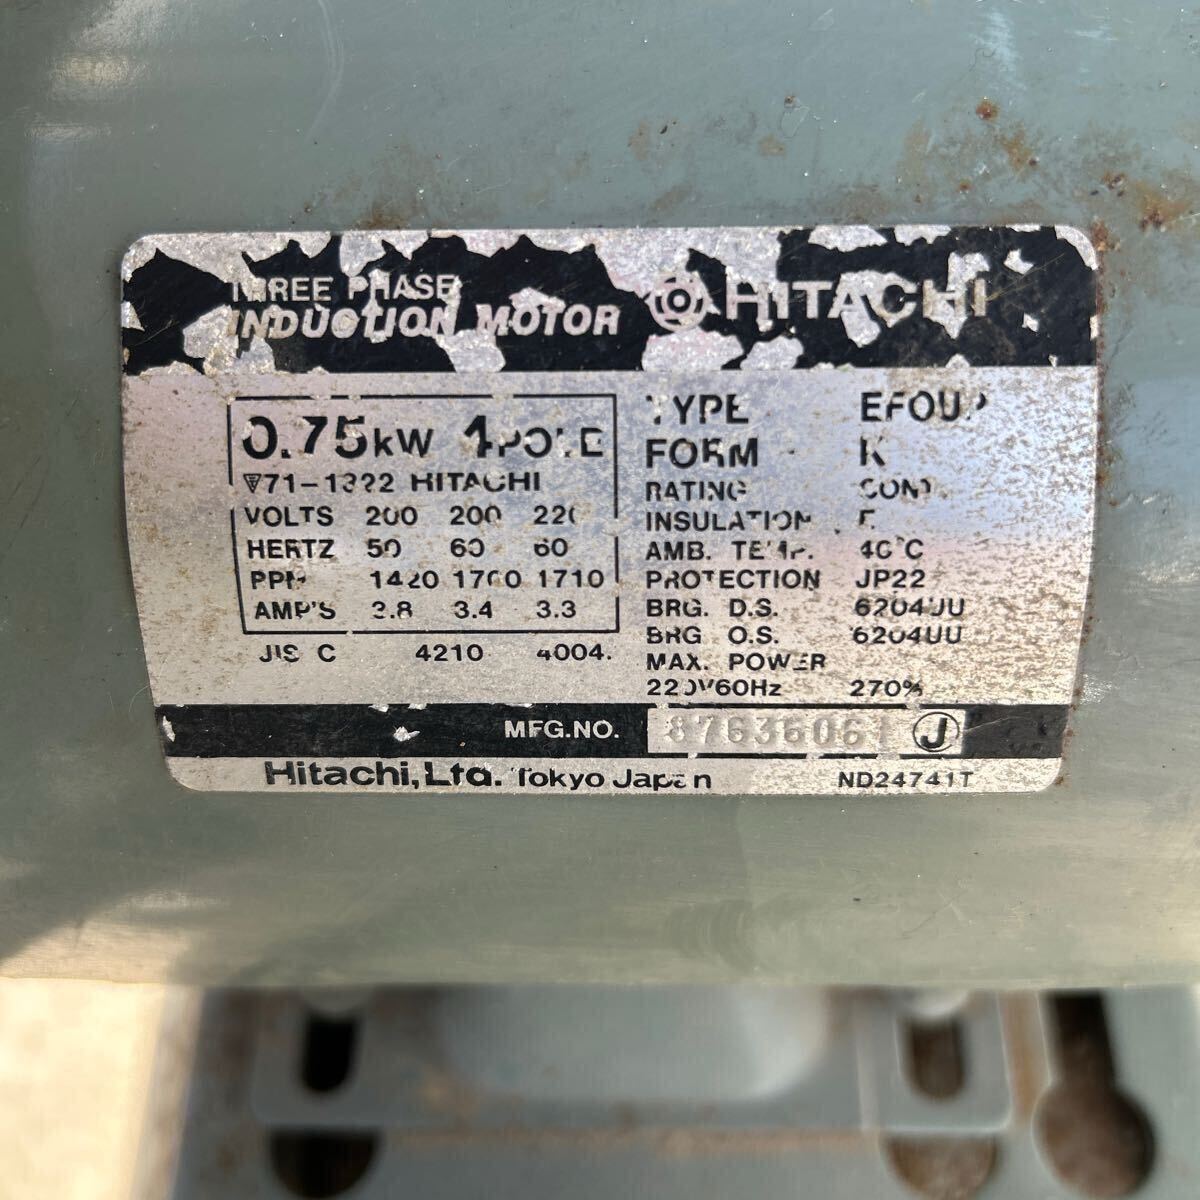 THREE PHASE
INDUCTION MOTOR
HITACHI
0.75kW 4POLE
71-1322 HITACHI
VOLTS 200 200 220
HERTZ 50 60 60
RPM 1420 1700 1710
AMP'S 3.8 3.4 3.3
JIS C 4210 4004.
TYPE EFOUP
FORM K
RATING CONT.
INSULATION E
AMB. TEMP. 40°C
PROTECTION JP22
BRG. D.S. 6204UU
BRG O.S. 6204UU
MAX. POWER
220V60Hz 270%
MFG.NO. 87636061 J
Hitachi, Ltd. Tokyo Japan ND24741T